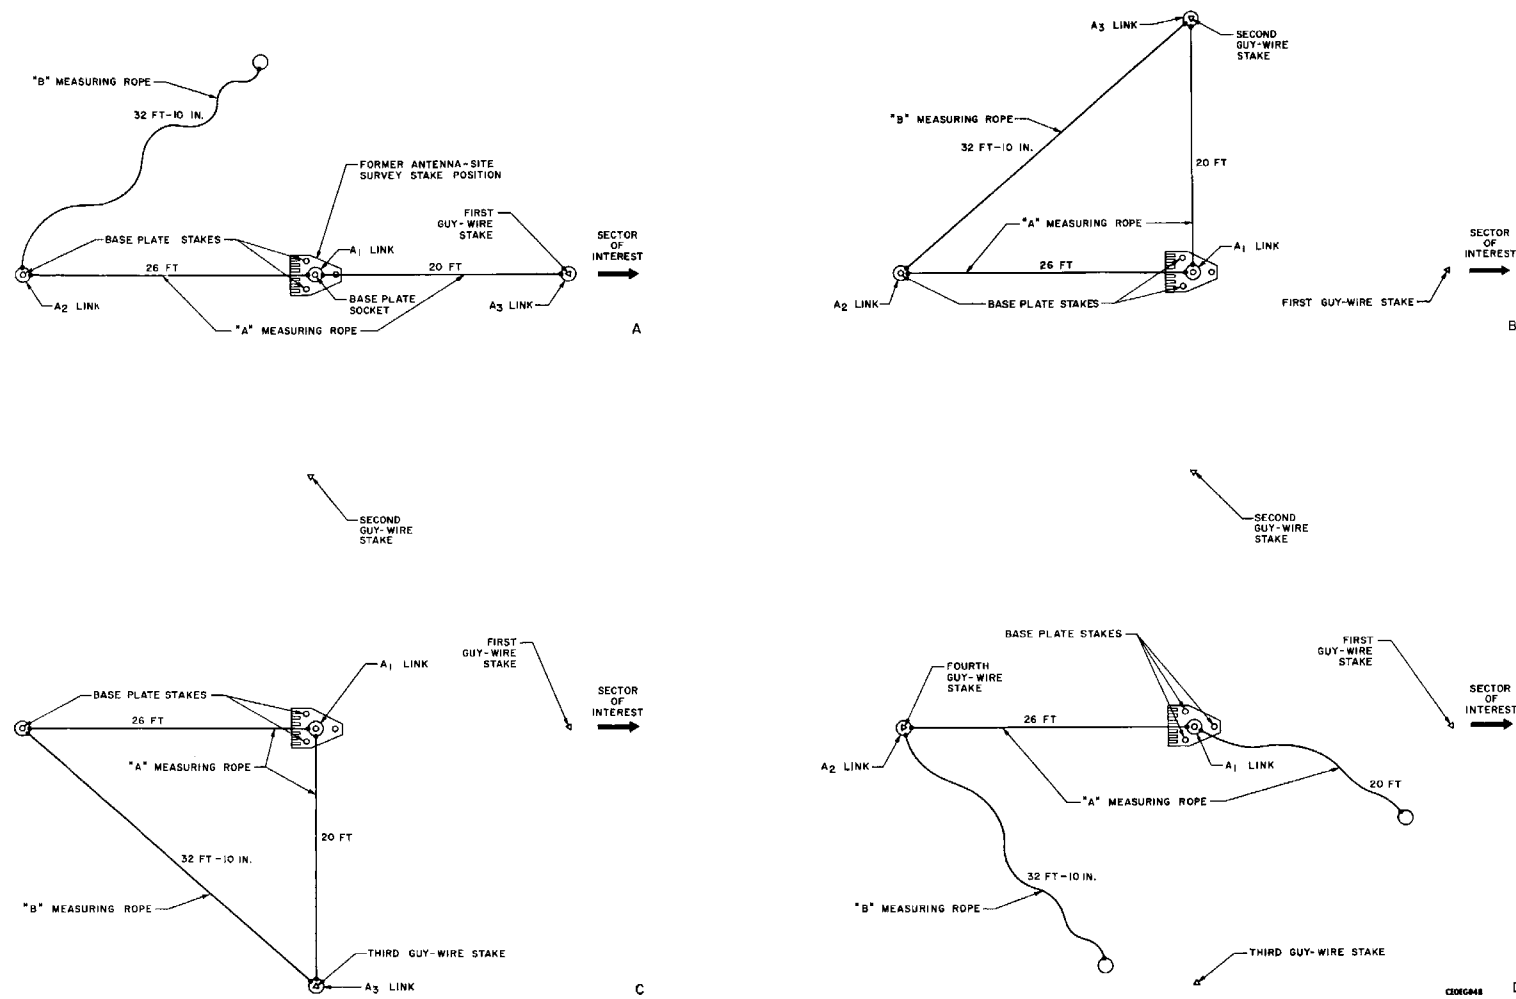 "B" MEASURING ROPE
32 FT-10 IN.
FORMER ANTENNA-SITE
SURVEY STAKE POSITION
FIRST
GUY-WIRE
STAKE
SECTOR
OF
INTEREST
BASE PLATE STAKES
A1 LINK
26 FT
20 FT
A2 LINK
BASE PLATE
SOCKET
A3 LINK
"A" MEASURING ROPE
A
A3 LINK
SECOND
GUY-WIRE
STAKE
"B" MEASURING ROPE
32 FT-10 IN.
20 FT
"A" MEASURING ROPE
A1 LINK
SECTOR
OF
INTEREST
26 FT
A2 LINK
BASE PLATE STAKES
FIRST GUY-WIRE STAKE
B
SECOND
GUY-WIRE
STAKE
FIRST
GUY-WIRE
STAKE
A1 LINK
SECTOR
OF
INTEREST
BASE PLATE STAKES
26 FT
"A" MEASURING ROPE
20 FT
32 FT-10 IN.
"B" MEASURING ROPE
THIRD GUY-WIRE STAKE
A3 LINK
C
SECOND
GUY-WIRE
STAKE
BASE PLATE STAKES
FIRST
GUY-WIRE
STAKE
FOURTH
GUY-WIRE
STAKE
SECTOR
OF
INTEREST
26 FT
A2 LINK
A1 LINK
20 FT
"A" MEASURING ROPE
32 FT-10 IN.
"B" MEASURING ROPE
THIRD GUY-WIRE STAKE